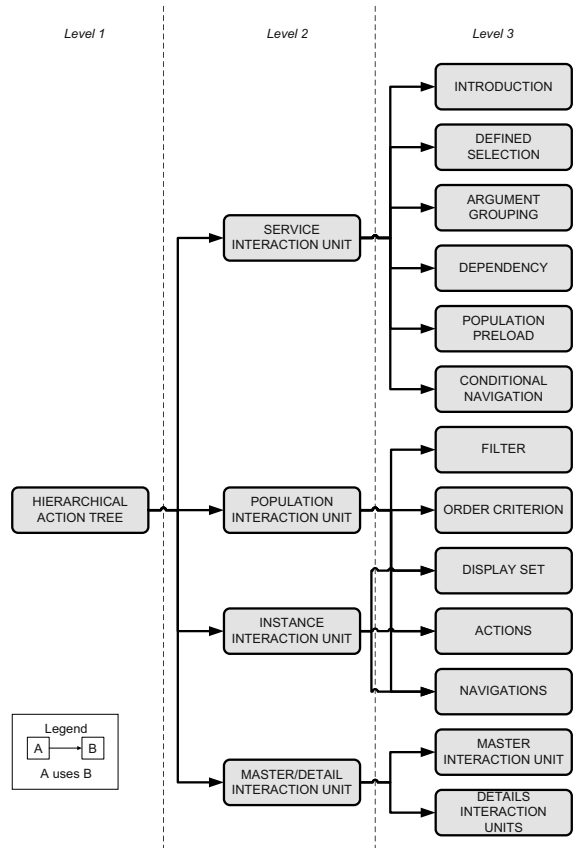 Level 1
Level 2
Level 3
INTRODUCTION
DEFINED
SELECTION
ARGUMENT
GROUPING
SERVICE
INTERACTION UNIT
DEPENDENCY
POPULATION
PRELOAD
CONDITIONAL
NAVIGATION
FILTER
HIERARCHICAL
ACTION TREE
POPULATION
INTERACTION UNIT
ORDER CRITERION
DISPLAY SET
INSTANCE
INTERACTION UNIT
ACTIONS
NAVIGATIONS
Legend
A
B
A uses B
MASTER/DETAIL
INTERACTION UNIT
MASTER
INTERACTION UNIT
DETAILS
INTERACTION
UNITS